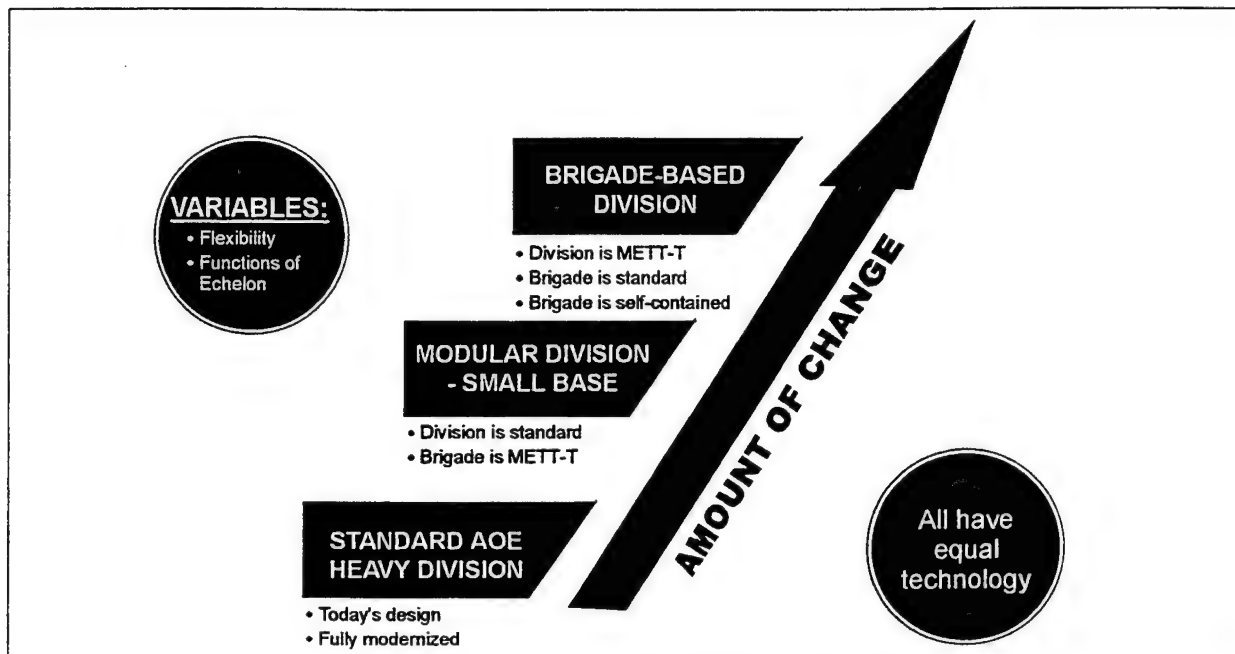 VARIABLES:
• Flexibility
• Functions of
Echelon
BRIGADE-BASED
DIVISION
• Division is METT-T
• Brigade is standard
• Brigade is self-contained
MODULAR DIVISION
- SMALL BASE
• Division is standard
• Brigade is METT-T
STANDARD AOE
HEAVY DIVISION
• Today's design
• Fully modernized
AMOUNT OF CHANGE
All have
equal
technology